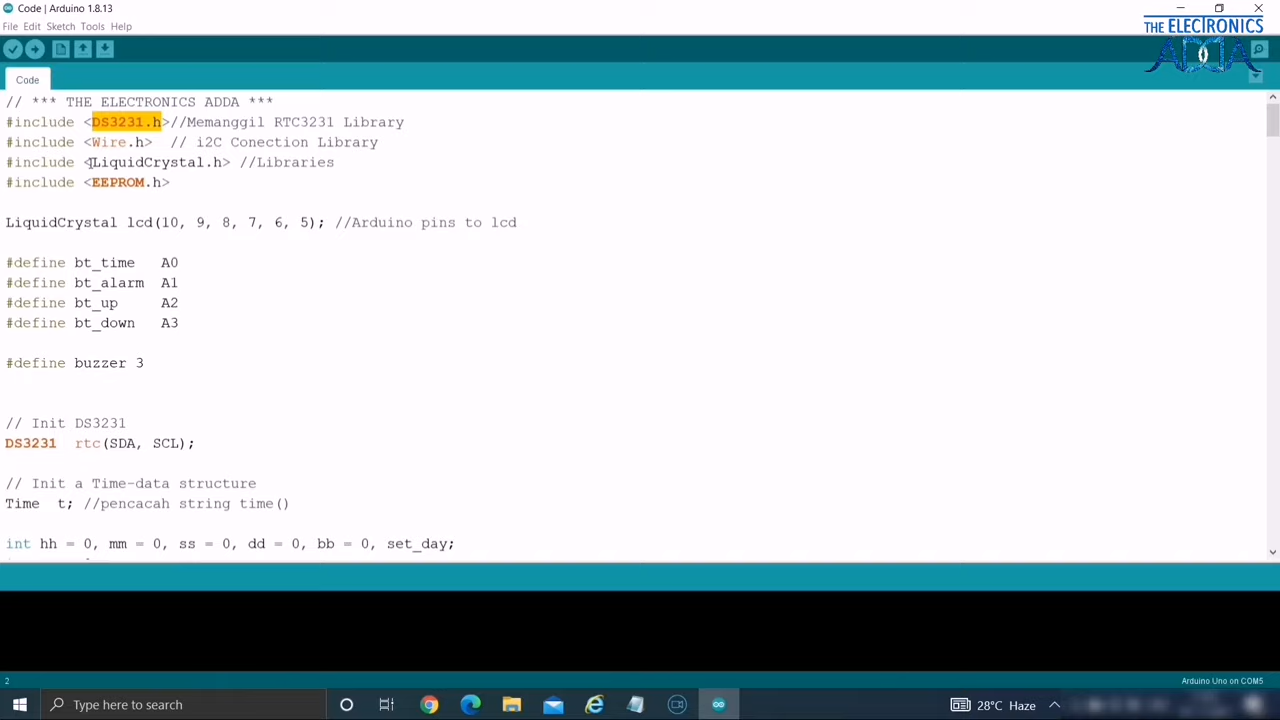 Code | Arduino 1.8.13
File Edit Sketch Tools Help
THE ELECTRONICS
ADDA
Code
// *** THE ELECTRONICS ADDA ***
#include <DS3231.h>//Memanggil RTC3231 Library
#include <Wire.h>  // i2C Conection Library
#include <LiquidCrystal.h> //Libraries
#include <EEPROM.h>
LiquidCrystal lcd(10, 9, 8, 7, 6, 5); //Arduino pins to lcd
#define bt_time   A0
#define bt_alarm  A1
#define bt_up     A2
#define bt_down   A3
#define buzzer 3
// Init DS3231
DS3231  rtc(SDA, SCL);
// Init a Time-data structure
Time  t; //pencacah string time()
int hh = 0, mm = 0, ss = 0, dd = 0, bb = 0, set_day;
2
Arduino Uno on COM5
Type here to search
28°C Haze